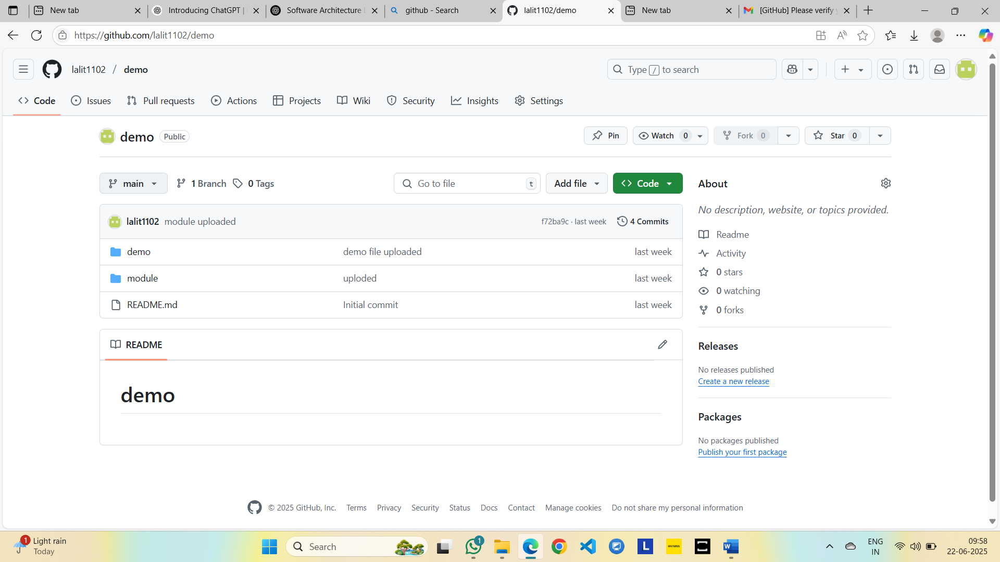 New tab
Introducing ChatGPT |
Software Architecture
github - Search
lalit1102/demo
New tab
[GitHub] Please verify
https://github.com/lalit1102/demo
lalit1102 / demo
Type / to search
Code
Issues
Pull requests
Actions
Projects
Wiki
Security
Insights
Settings
demo Public
Pin
Watch 0
Fork 0
Star 0
main
1 Branch
0 Tags
Go to file t
Add file
Code
About
No description, website, or topics provided.
lalit1102 module uploaded f72ba9c · last week 4 Commits
demo demo file uploaded last week
module uploded last week
README.md Initial commit last week
Readme
Activity
0 stars
0 watching
0 forks
README
demo
Releases
No releases published
Create a new release
Packages
No packages published
Publish your first package
© 2025 GitHub, Inc. Terms Privacy Security Status Docs Contact Manage cookies Do not share my personal information
1
Light rain
Today
Search
1
L
exness
ENG
IN
09:58
22-06-2025